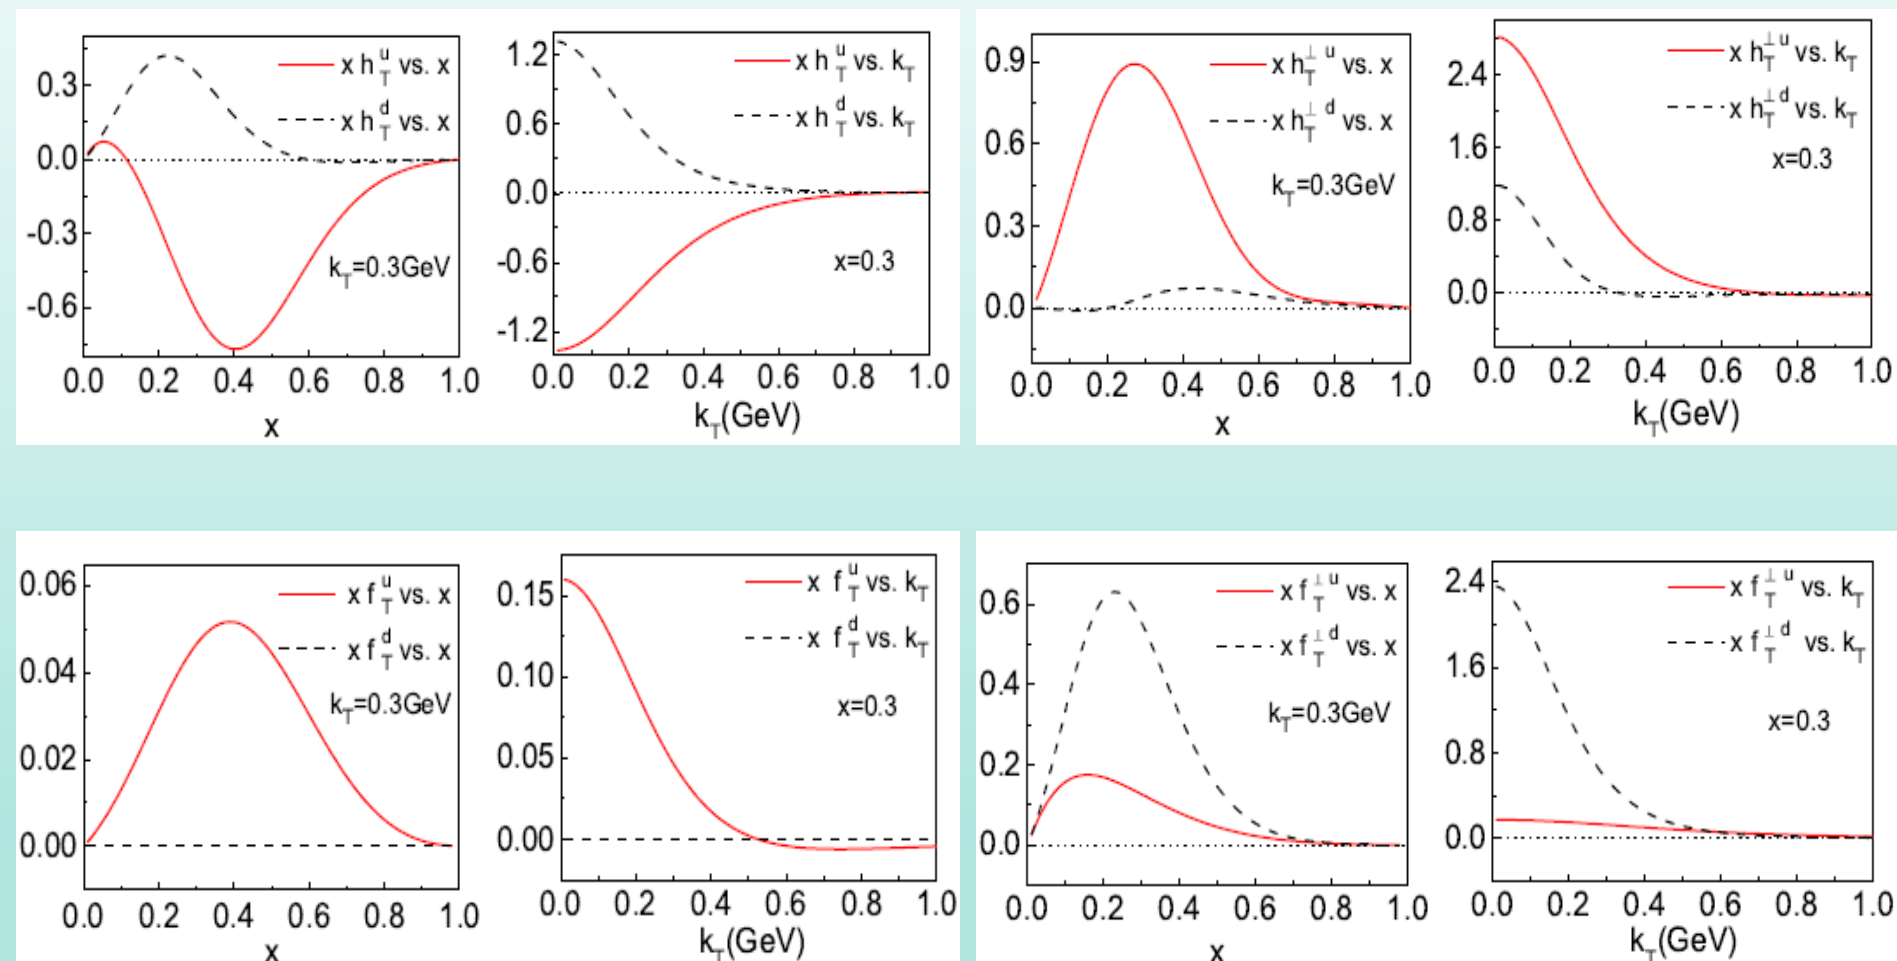 x h_T^u vs. x
x h_T^d vs. x
k_T=0.3GeV
0.3
0.0
-0.3
-0.6
0.0 0.2 0.4 0.6 0.8 1.0
x
x h_T^u vs. k_T
x h_T^d vs. k_T
x=0.3
1.2
0.6
0.0
-0.6
-1.2
0.0 0.2 0.4 0.6 0.8 1.0
k_T(GeV)
x h_T^{⊥ u} vs. x
x h_T^{⊥ d} vs. x
k_T=0.3GeV
0.9
0.6
0.3
0.0
0.0 0.2 0.4 0.6 0.8 1.0
x
x h_T^{⊥ u} vs. k_T
x h_T^{⊥ d} vs. k_T
x=0.3
2.4
1.6
0.8
0.0
0.0 0.2 0.4 0.6 0.8 1.0
k_T(GeV)
x f_T^u vs. x
x f_T^d vs. x
k_T=0.3GeV
0.06
0.04
0.02
0.00
0.0 0.2 0.4 0.6 0.8 1.0
x
x f_T^u vs. k_T
x f_T^d vs. k_T
x=0.3
0.15
0.10
0.05
0.00
0.0 0.2 0.4 0.6 0.8 1.0
k_T(GeV)
x f_T^{⊥ u} vs. x
x f_T^{⊥ d} vs. x
k_T=0.3GeV
0.6
0.4
0.2
0.0
0.0 0.2 0.4 0.6 0.8 1.0
x
x f_T^{⊥ u} vs. k_T
x f_T^{⊥ d} vs. k_T
x=0.3
2.4
1.6
0.8
0.0
0.0 0.2 0.4 0.6 0.8 1.0
k_T(GeV)